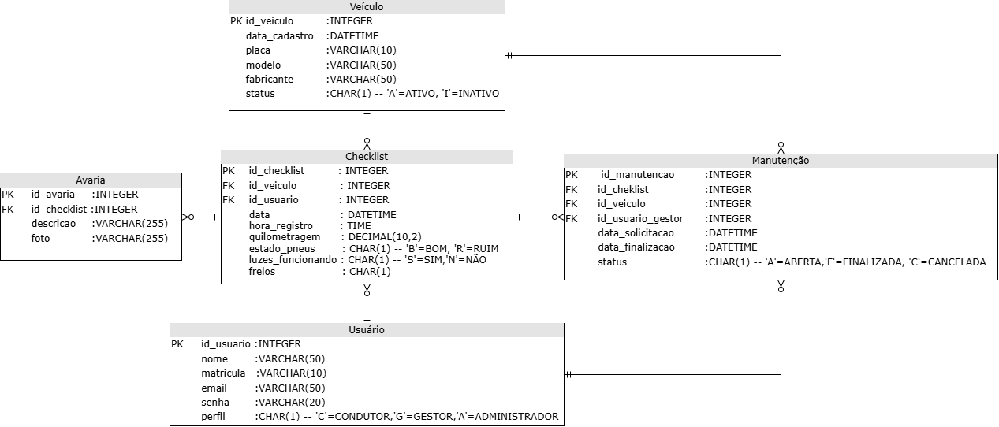 Veículo
PK id_veiculo :INTEGER
data_cadastro :DATETIME
placa :VARCHAR(10)
modelo :VARCHAR(50)
fabricante :VARCHAR(50)
status :CHAR(1) -- 'A'=ATIVO, 'I'=INATIVO
Checklist
PK id_checklist : INTEGER
FK id_veiculo : INTEGER
FK id_usuario : INTEGER
data : DATETIME
hora_registro : TIME
quilometragem : DECIMAL(10,2)
estado_pneus : CHAR(1) -- 'B'=BOM, 'R'=RUIM
luzes_funcionando : CHAR(1) -- 'S'=SIM,'N'=NÃO
freios : CHAR(1)
Manutenção
PK id_manutencao :INTEGER
FK id_cheklist :INTEGER
FK id_veiculo :INTEGER
FK id_usuario_gestor :INTEGER
data_solicitacao :DATETIME
data_finalizacao :DATETIME
status :CHAR(1) -- 'A'=ABERTA,'F'=FINALIZADA, 'C'=CANCELADA
Avaria
PK id_avaria :INTEGER
FK id_checklist :INTEGER
descricao :VARCHAR(255)
foto :VARCHAR(255)
Usuário
PK id_usuario :INTEGER
nome :VARCHAR(50)
matricula :VARCHAR(10)
email :VARCHAR(50)
senha :VARCHAR(20)
perfil :CHAR(1) -- 'C'=CONDUTOR,'G'=GESTOR,'A'=ADMINISTRADOR